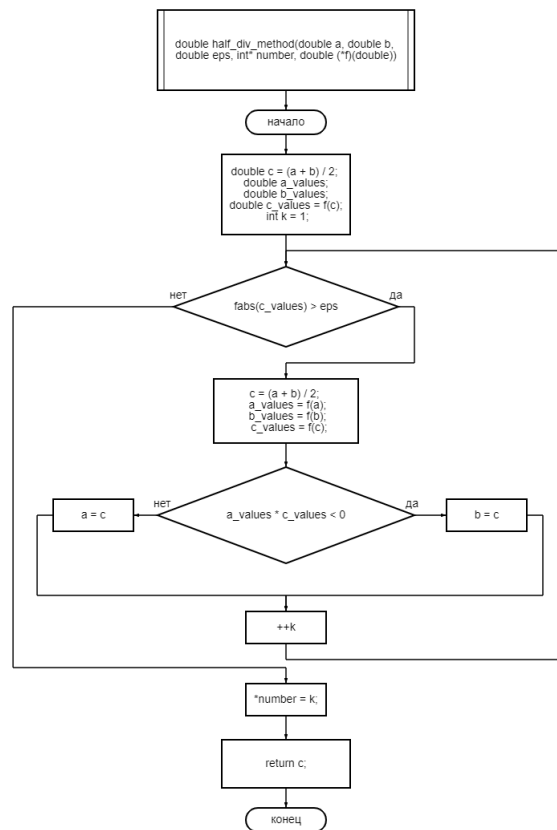 double half_div_method(double a, double b,
double eps, int* number, double (*f)(double))
начало
double c = (a + b) / 2;
double a_values;
double b_values;
double c_values = f(c);
int k = 1;
нет
fabs(c_values) > eps
да
c = (a + b) / 2;
a_values = f(a);
b_values = f(b);
c_values = f(c);
a = c
нет
a_values * c_values < 0
да
b = c
++k
*number = k;
return c;
конец